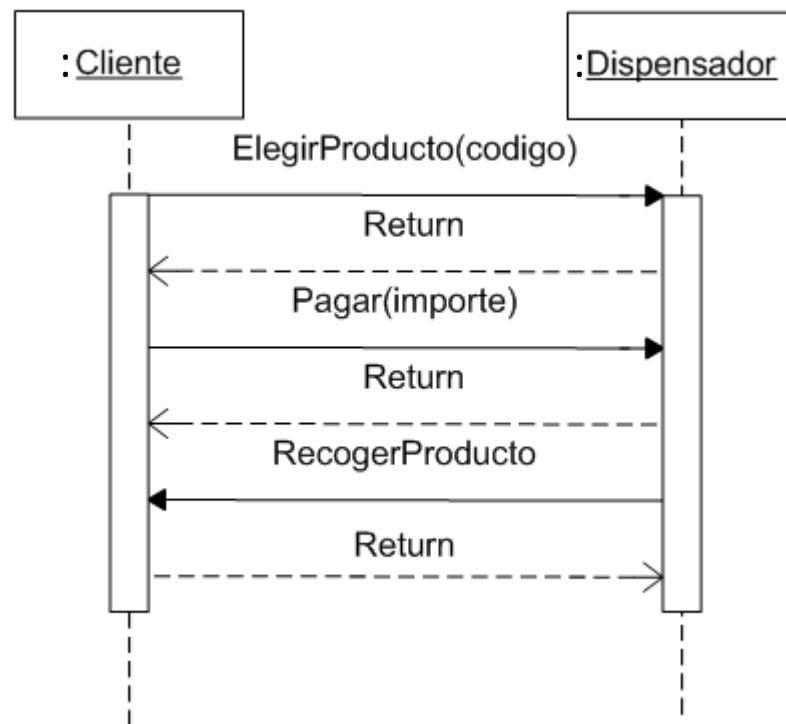 :Cliente
:Dispensador
ElegirProducto(codigo)
Return
Pagar(importe)
Return
RecogerProducto
Return